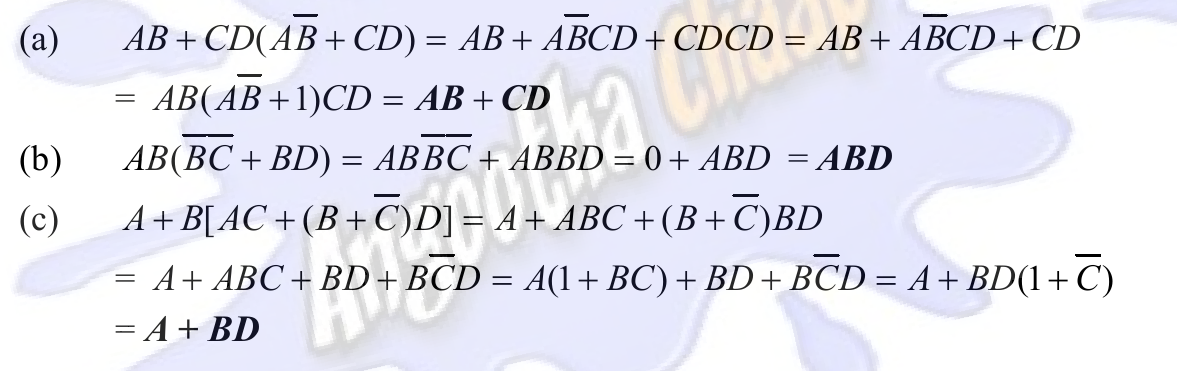 (a) AB + CD(AB̅ + CD) = AB + AB̅CD + CDCD = AB + AB̅CD + CD
= AB(AB̅ + 1)CD = AB + CD
(b) AB(B̅C̅ + BD) = ABB̅C̅ + ABBD = 0 + ABD = ABD
(c) A + B[AC + (B + C̅)D] = A + ABC + (B + C̅)BD
= A + ABC + BD + BC̅D = A(1 + BC) + BD + BC̅D = A + BD(1 + C̅)
= A + BD
Angootha Chaap